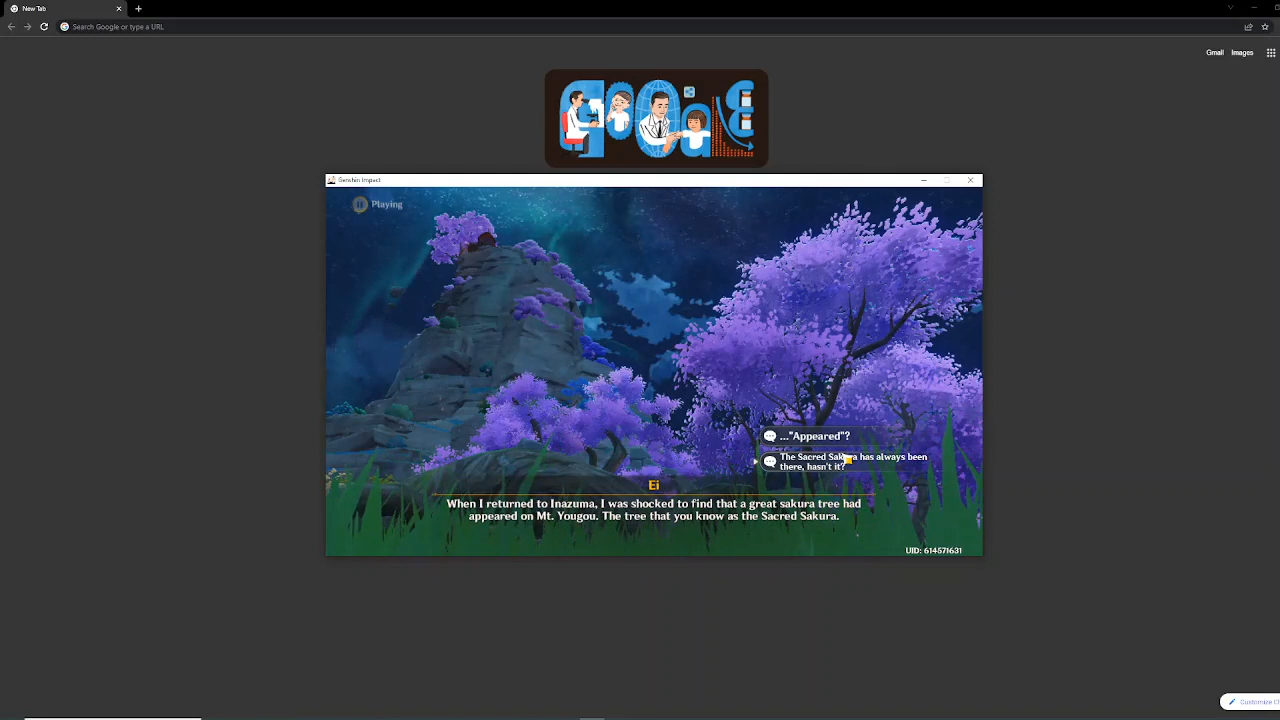 New Tab
Search Google or type a URL
Gmail Images
Google
Genshin Impact
Playing
..."Appeared"?
The Sacred Sakura has always been
there, hasn't it?
Ei
When I returned to Inazuma, I was shocked to find that a great sakura tree had
appeared on Mt. Yougou. The tree that you know as the Sacred Sakura.
UID: 614571631
Customize